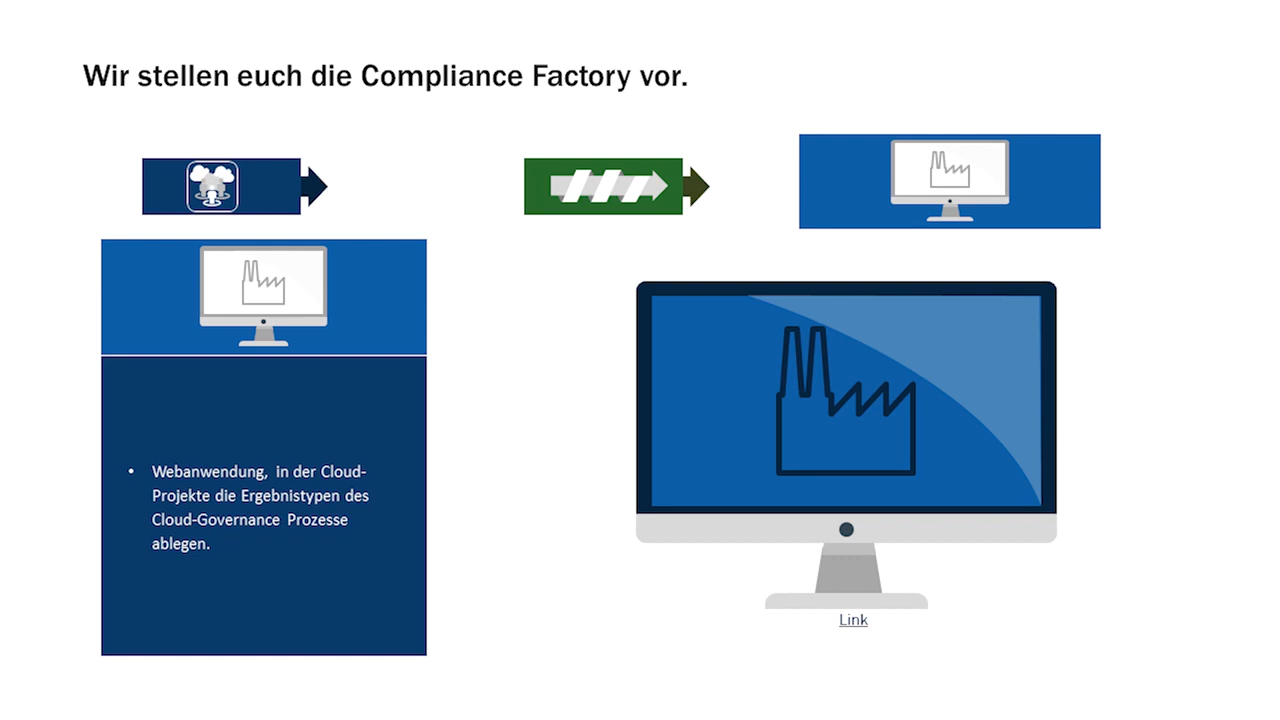 Wir stellen euch die Compliance Factory vor.
• Webanwendung, in der Cloud-
Projekte die Ergebnistypen des
Cloud-Governance Prozesse
ablegen.
Link